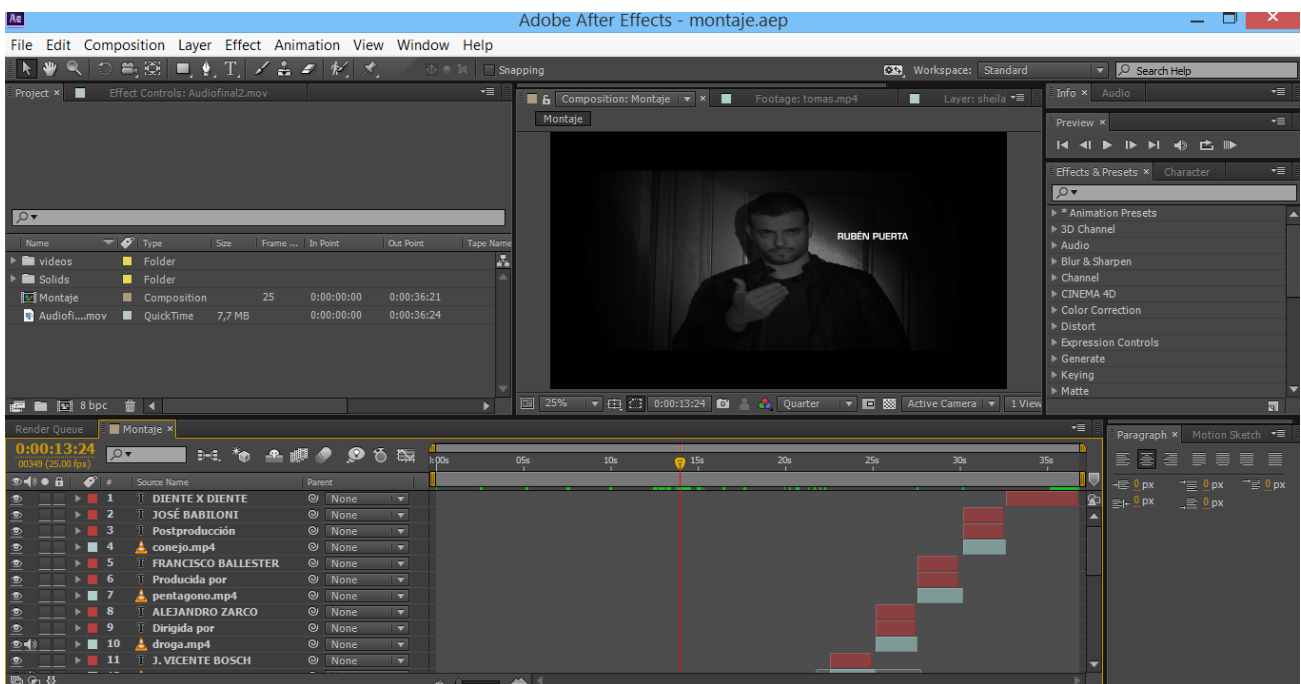 Ae Adobe After Effects - montaje.aep
File Edit Composition Layer Effect Animation View Window Help
Snapping Workspace: Standard Search Help
Project × Effect Controls: Audiofinal2.mov
Composition: Montaje × Footage: tomas.mp4 Layer: sheila
Info × Audio
Montaje
Preview ×
RUBÉN PUERTA
Effects & Presets × Character
* Animation Presets
3D Channel
Audio
Blur & Sharpen
Channel
CINEMA 4D
Color Correction
Distort
Expression Controls
Generate
Keying
Matte
Name Type Size Frame ... In Point Out Point Tape Name
videos Folder
Solids Folder
Montaje Composition 25 0:00:00:00 0:00:36:21
Audiofi....mov QuickTime 7,7 MB 0:00:00:00 0:00:36:24
8 bpc
25% 0:00:13:24 Quarter Active Camera 1 View
Render Queue Montaje ×
0:00:13:24
00349 (25.00 fps)
):00s 05s 10s 15s 20s 25s 30s 35s
# Source Name Parent
1 T DIENTE X DIENTE None
2 T JOSÉ BABILONI None
3 T Postproducción None
4 conejo.mp4 None
5 T FRANCISCO BALLESTER None
6 T Producida por None
7 pentagono.mp4 None
8 T ALEJANDRO ZARCO None
9 T Dirigida por None
10 droga.mp4 None
11 T J. VICENTE BOSCH None
Paragraph × Motion Sketch
0 px 0 px 0 px
0 px 0 px